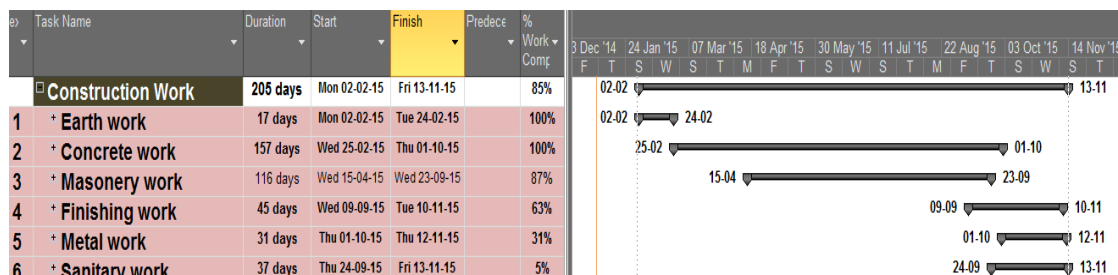 Task Name Duration Start Finish Predece % Work Comp
3 Dec '14 24 Jan '15 07 Mar '15 18 Apr '15 30 May '15 11 Jul '15 22 Aug '15 03 Oct '15 14 Nov '15
F T S W S T M F T S W S T M F T S W S T
Construction Work 205 days Mon 02-02-15 Fri 13-11-15 85% 02-02 13-11
1 Earth work 17 days Mon 02-02-15 Tue 24-02-15 100% 02-02 24-02
2 Concrete work 157 days Wed 25-02-15 Thu 01-10-15 100% 25-02 01-10
3 Masonery work 116 days Wed 15-04-15 Wed 23-09-15 87% 15-04 23-09
4 Finishing work 45 days Wed 09-09-15 Tue 10-11-15 63% 09-09 10-11
5 Metal work 31 days Thu 01-10-15 Thu 12-11-15 31% 01-10 12-11
6 Sanitary work 37 days Thu 24-09-15 Fri 13-11-15 5% 24-09 13-11